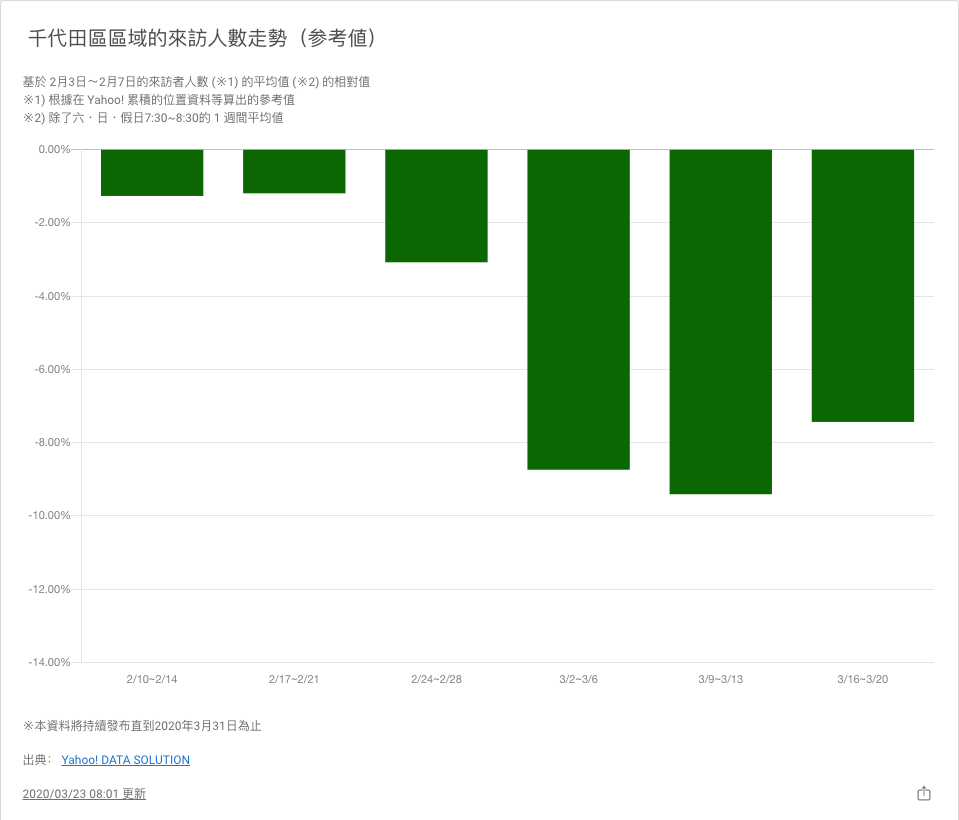 千代田區區域的來訪人數走勢（參考値）
基於 2月3日～2月7日的來訪者人數 (※1) 的平均值 (※2) 的相對值
※1) 根據在 Yahoo! 累積的位置資料等算出的參考值
※2) 除了六・日・假日7:30~8:30的 1 週間平均値
0.00%
-2.00%
-4.00%
-6.00%
-8.00%
-10.00%
-12.00%
-14.00%
2/10~2/14 2/17~2/21 2/24~2/28 3/2~3/6 3/9~3/13 3/16~3/20
※本資料將持續發布直到2020年3月31日為止
出典： Yahoo! DATA SOLUTION
2020/03/23 08:01 更新